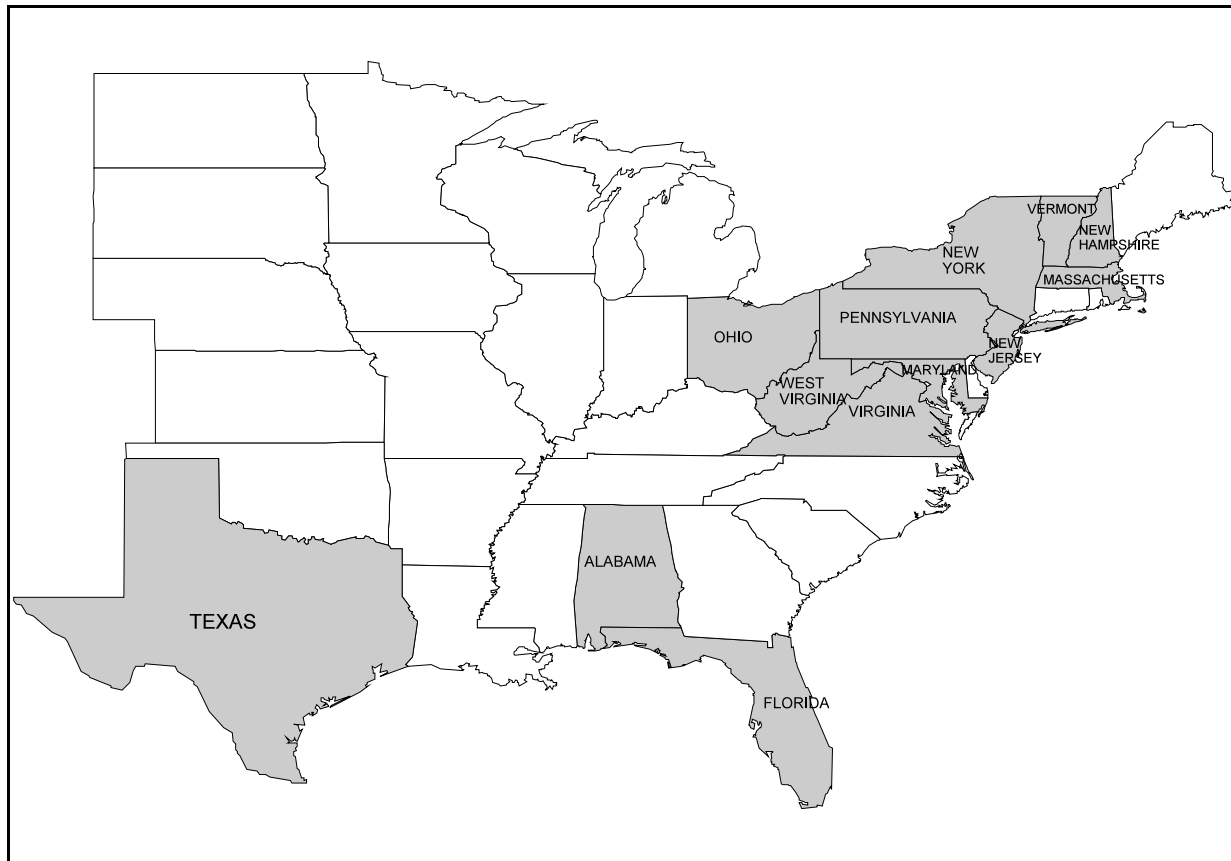 VERMONT
NEW
HAMPSHIRE
NEW
YORK
MASSACHUSETTS
PENNSYLVANIA
OHIO
NEW
JERSEY
MARYLAND
WEST
VIRGINIA
VIRGINIA
ALABAMA
TEXAS
FLORIDA